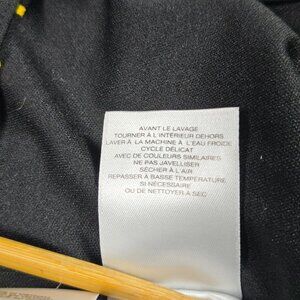 AVANT LE LAVAGE
TOURNER À L'INTÉRIEUR DEHORS
LAVER À LA MACHINE À L'EAU FROIDE
CYCLE DÉLICAT
AVEC DE COULEURS SIMILAIRES
NE PAS JAVELLISER
SÉCHER À L'AIR
REPASSER A BASSE TEMPÉRATURE
SI NÉCESSAIRE
OU DE NETTOYER À SEC